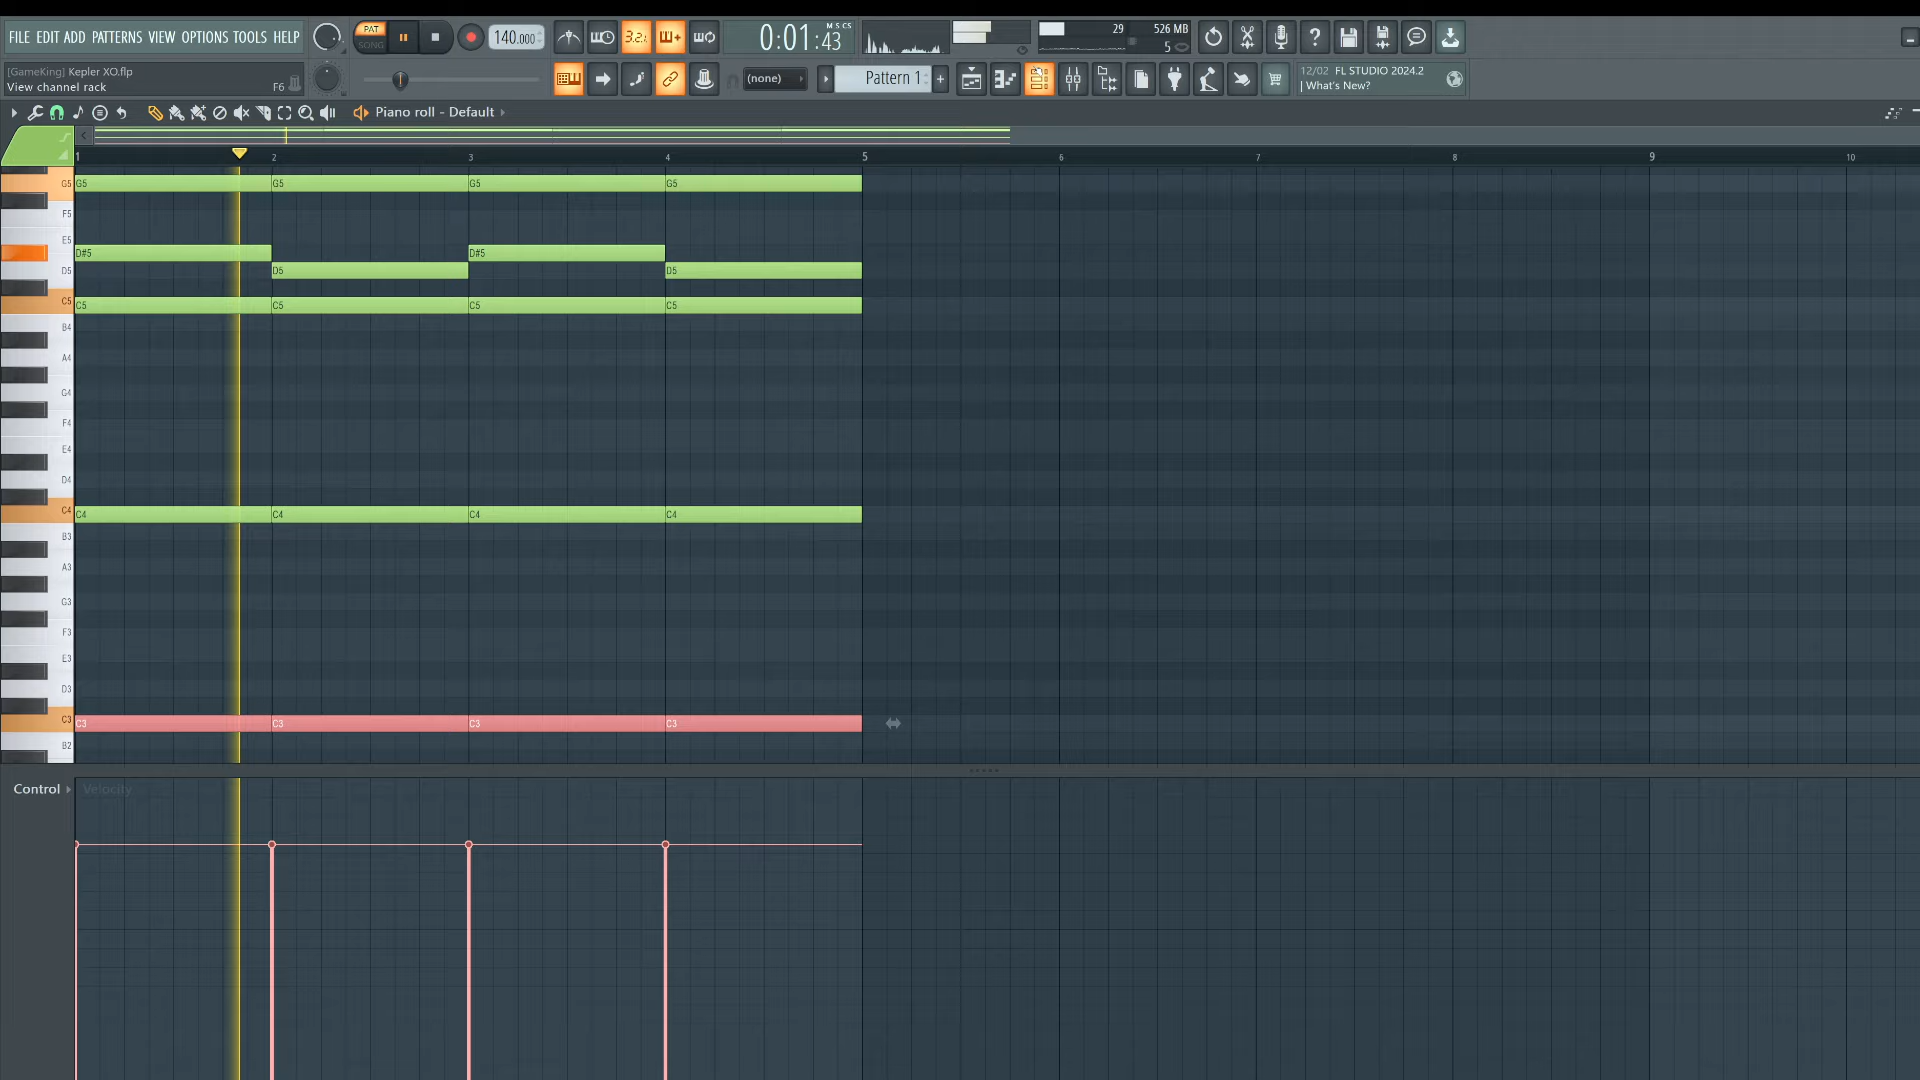 FILE EDIT ADD PATTERNS VIEW OPTIONS TOOLS HELP
PAT
SONG
140.000
3.2.
0:01:43
M:S:CS
29
526 MB
5
[GameKing] Kepler XO.flp
View channel rack
F6
(none)
Pattern 1
12/02 FL STUDIO 2024.2
| What's New?
Piano roll - Default
1 2 3 4 5 6 7 8 9 10
G5 G5 G5 G5 G5
F5
E5
D#5 D#5
D5 D5 D5
C5 C5 C5 C5 C5
B4
A4
G4
F4
E4
D4
C4 C4 C4 C4 C4
B3
A3
G3
F3
E3
D3
C3 C3 C3 C3 C3
B2
Control
Velocity